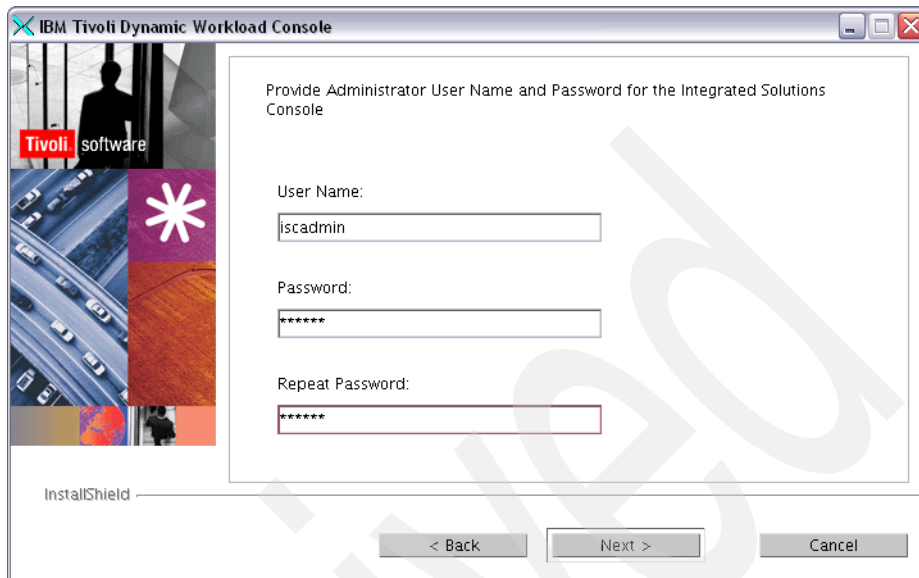 IBM Tivoli Dynamic Workload Console
Tivoli. software
Provide Administrator User Name and Password for the Integrated Solutions
Console
User Name:
iscadmin
Password:
******
Repeat Password:
******
InstallShield
< Back
Next >
Cancel